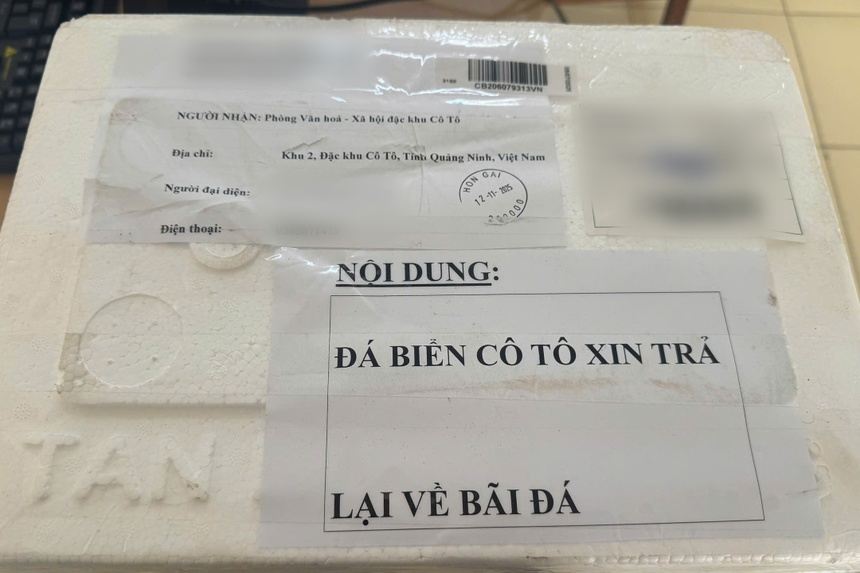 CB206079313VN
NGƯỜI NHẬN: Phòng Văn hoá - Xã hội đặc khu Cô Tô
Địa chỉ: Khu 2, Đặc khu Cô Tô, Tỉnh Quảng Ninh, Việt Nam
Người đại diện:
HON GAI
12-11-2025
Điện thoại:
NỘI DUNG:
ĐÁ BIỂN CÔ TÔ XIN TRẢ
LẠI VỀ BÃI ĐÁ
TAN